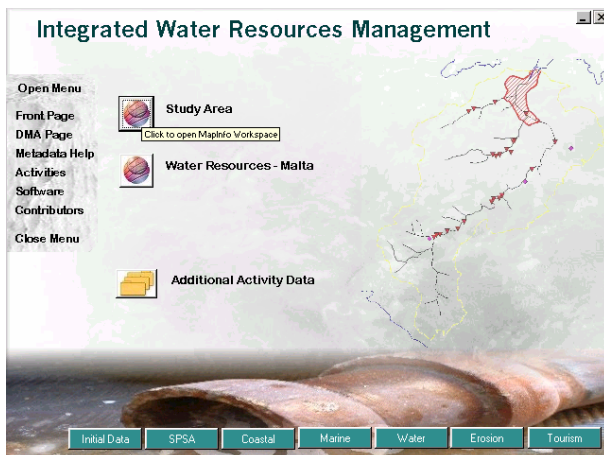 Integrated Water Resources Management
Open Menu
Front Page
DMA Page
Metadata Help
Activities
Software
Contributors
Close Menu
Study Area
Click to open MapInfo Workspace
Water Resources - Malta
Additional Activity Data
Initial Data
SPSA
Coastal
Marine
Water
Erosion
Tourism